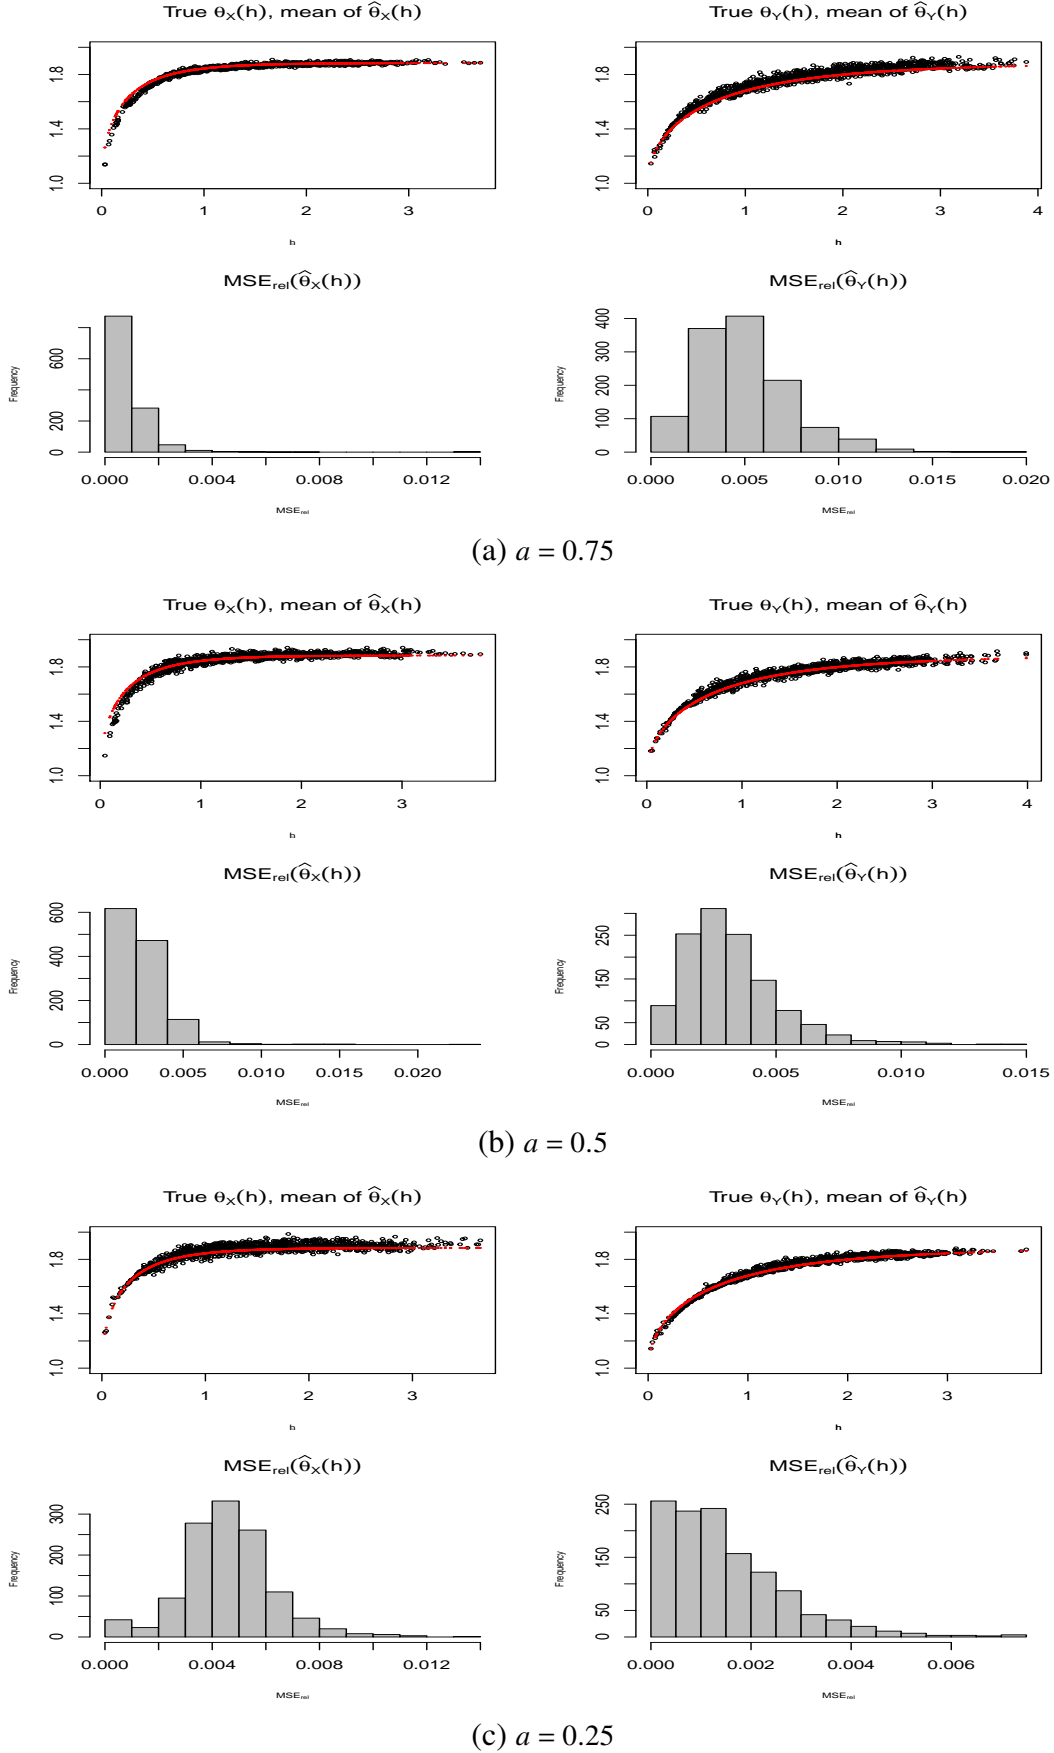 True θX(h), mean of θ̂X(h)
True θY(h), mean of θ̂Y(h)
1.0 1.4 1.8
0 1 2 3
h
1.0 1.4 1.8
0 1 2 3 4
h
MSErel(θ̂X(h))
MSErel(θ̂Y(h))
Frequency
0 200 600
0.000 0.004 0.008 0.012
MSErel
Frequency
0 100 200 300 400
0.000 0.005 0.010 0.015 0.020
MSErel
(a) a = 0.75
True θX(h), mean of θ̂X(h)
True θY(h), mean of θ̂Y(h)
1.0 1.4 1.8
0 1 2 3
h
1.0 1.4 1.8
0 1 2 3 4
h
MSErel(θ̂X(h))
MSErel(θ̂Y(h))
Frequency
0 200 400 600
0.000 0.005 0.010 0.015 0.020
MSErel
Frequency
0 50 150 250
0.000 0.005 0.010 0.015
MSErel
(b) a = 0.5
True θX(h), mean of θ̂X(h)
True θY(h), mean of θ̂Y(h)
1.0 1.4 1.8
0 1 2 3
h
1.0 1.4 1.8
0 1 2 3
h
MSErel(θ̂X(h))
MSErel(θ̂Y(h))
Frequency
0 100 200 300
0.000 0.004 0.008 0.012
MSErel
Frequency
0 50 150 250
0.000 0.002 0.004 0.006
MSErel
(c) a = 0.25